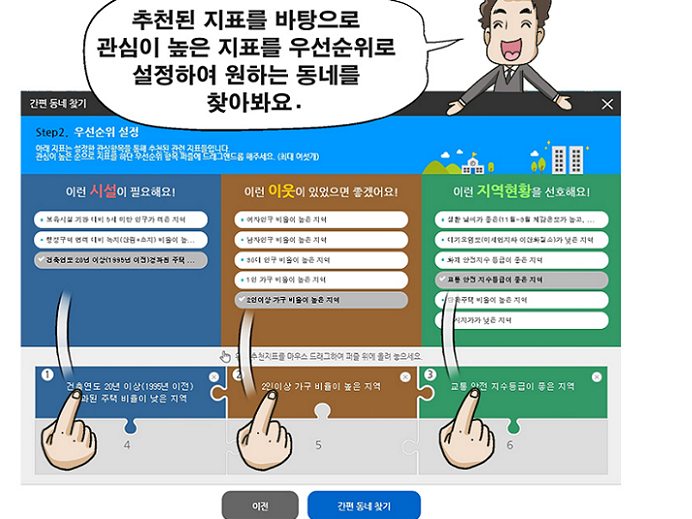 추천된 지표를 바탕으로
관심이 높은 지표를 우선순위로
설정하여 원하는 동네를
찾아봐요.
간편 동네 찾기
Step2. 우선순위 설정
아래 지표는 설정한 관심항목을 통해 추천된 관련 지표들입니다.
관심이 높은 순으로 지표를 하단 우선순위 항목 퍼즐에 드래그앤드롭 해주세요. (최대 여섯개)
이런 시설이 필요해요!
보육시설 기관 대비 5세 미만 인구가 적은 지역
행정구역 면적 대비 녹지(산림+초지) 비율이 높...
건축연도 20년 이상(1995년 이전)경과된 주택 ...
이런 이웃이 있었으면 좋겠어요!
여자인구 비율이 높은 지역
남자인구 비율이 높은 지역
30대 인구 비율이 높은 지역
1인 가구 비율이 높은 지역
2인이상 가구 비율이 높은 지역
이런 지역현황을 선호해요!
생활 날씨가 좋은(11월~3월 체감온도가 높고, ...
대기오염도(미세먼지와 이산화질소)가 낮은 지역
화재 안전지수 등급이 좋은 지역
교통 안전 지수등급이 좋은 지역
주택 비율이 높은 지역
지가가 낮은 지역
추천지표를 마우스 드래그하여 퍼즐 위에 올려 놓으세요.
1
건축연도 20년 이상(1995년 이전)
과된 주택 비율이 낮은 지역
2
2인이상 가구 비율이 높은 지역
3
교통 안전 지수등급이 좋은 지역
4
5
6
이전
간편 동네 찾기